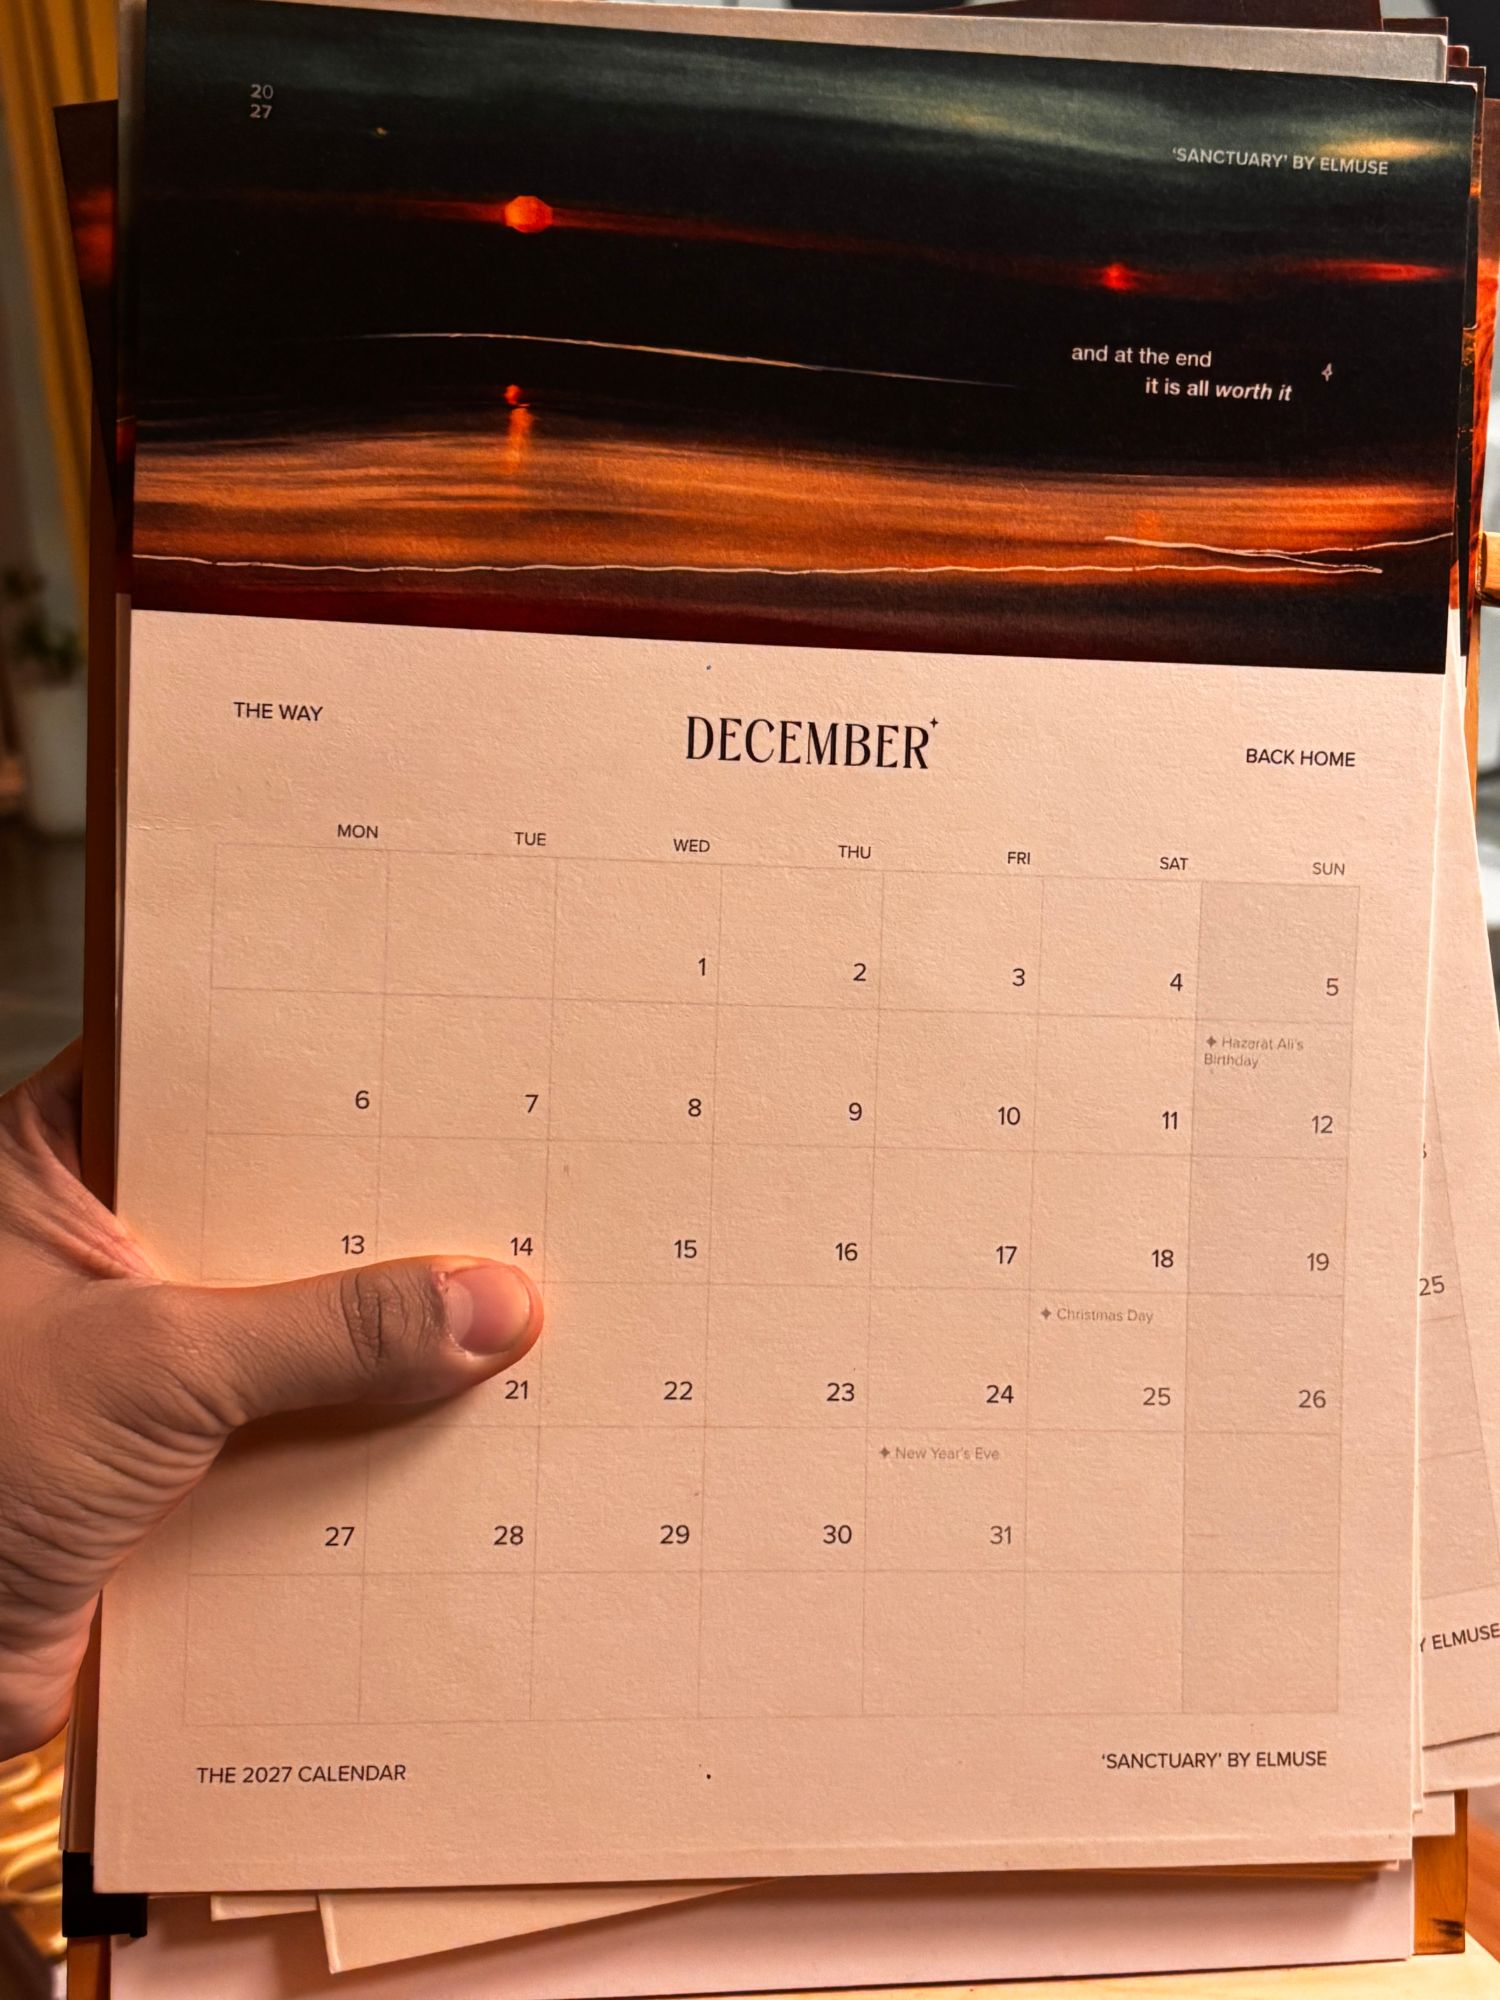 20
27
'SANCTUARY' BY ELMUSE
and at the end
it is all worth it
THE WAY
DECEMBER
BACK HOME
MON TUE WED THU FRI SAT SUN
1 2 3 4 5
Hazarat Ali's
Birthday
6 7 8 9 10 11 12
13 14 15 16 17 18 19
Christmas Day
21 22 23 24 25 26
New Year's Eve
27 28 29 30 31
THE 2027 CALENDAR
'SANCTUARY' BY ELMUSE
25
Y ELMUSE